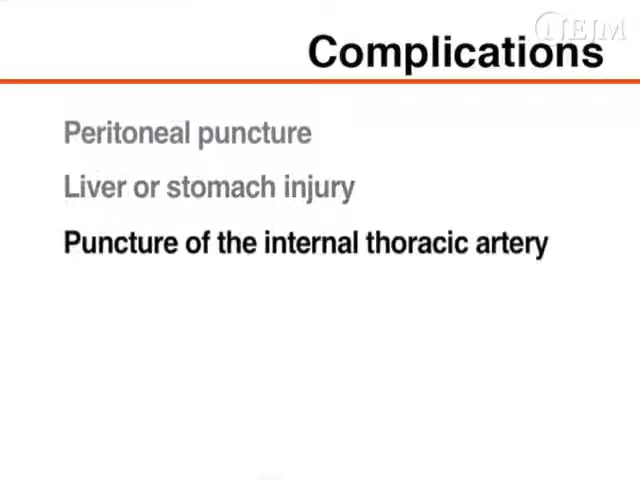 NEJM
Complications
Peritoneal puncture
Liver or stomach injury
Puncture of the internal thoracic artery